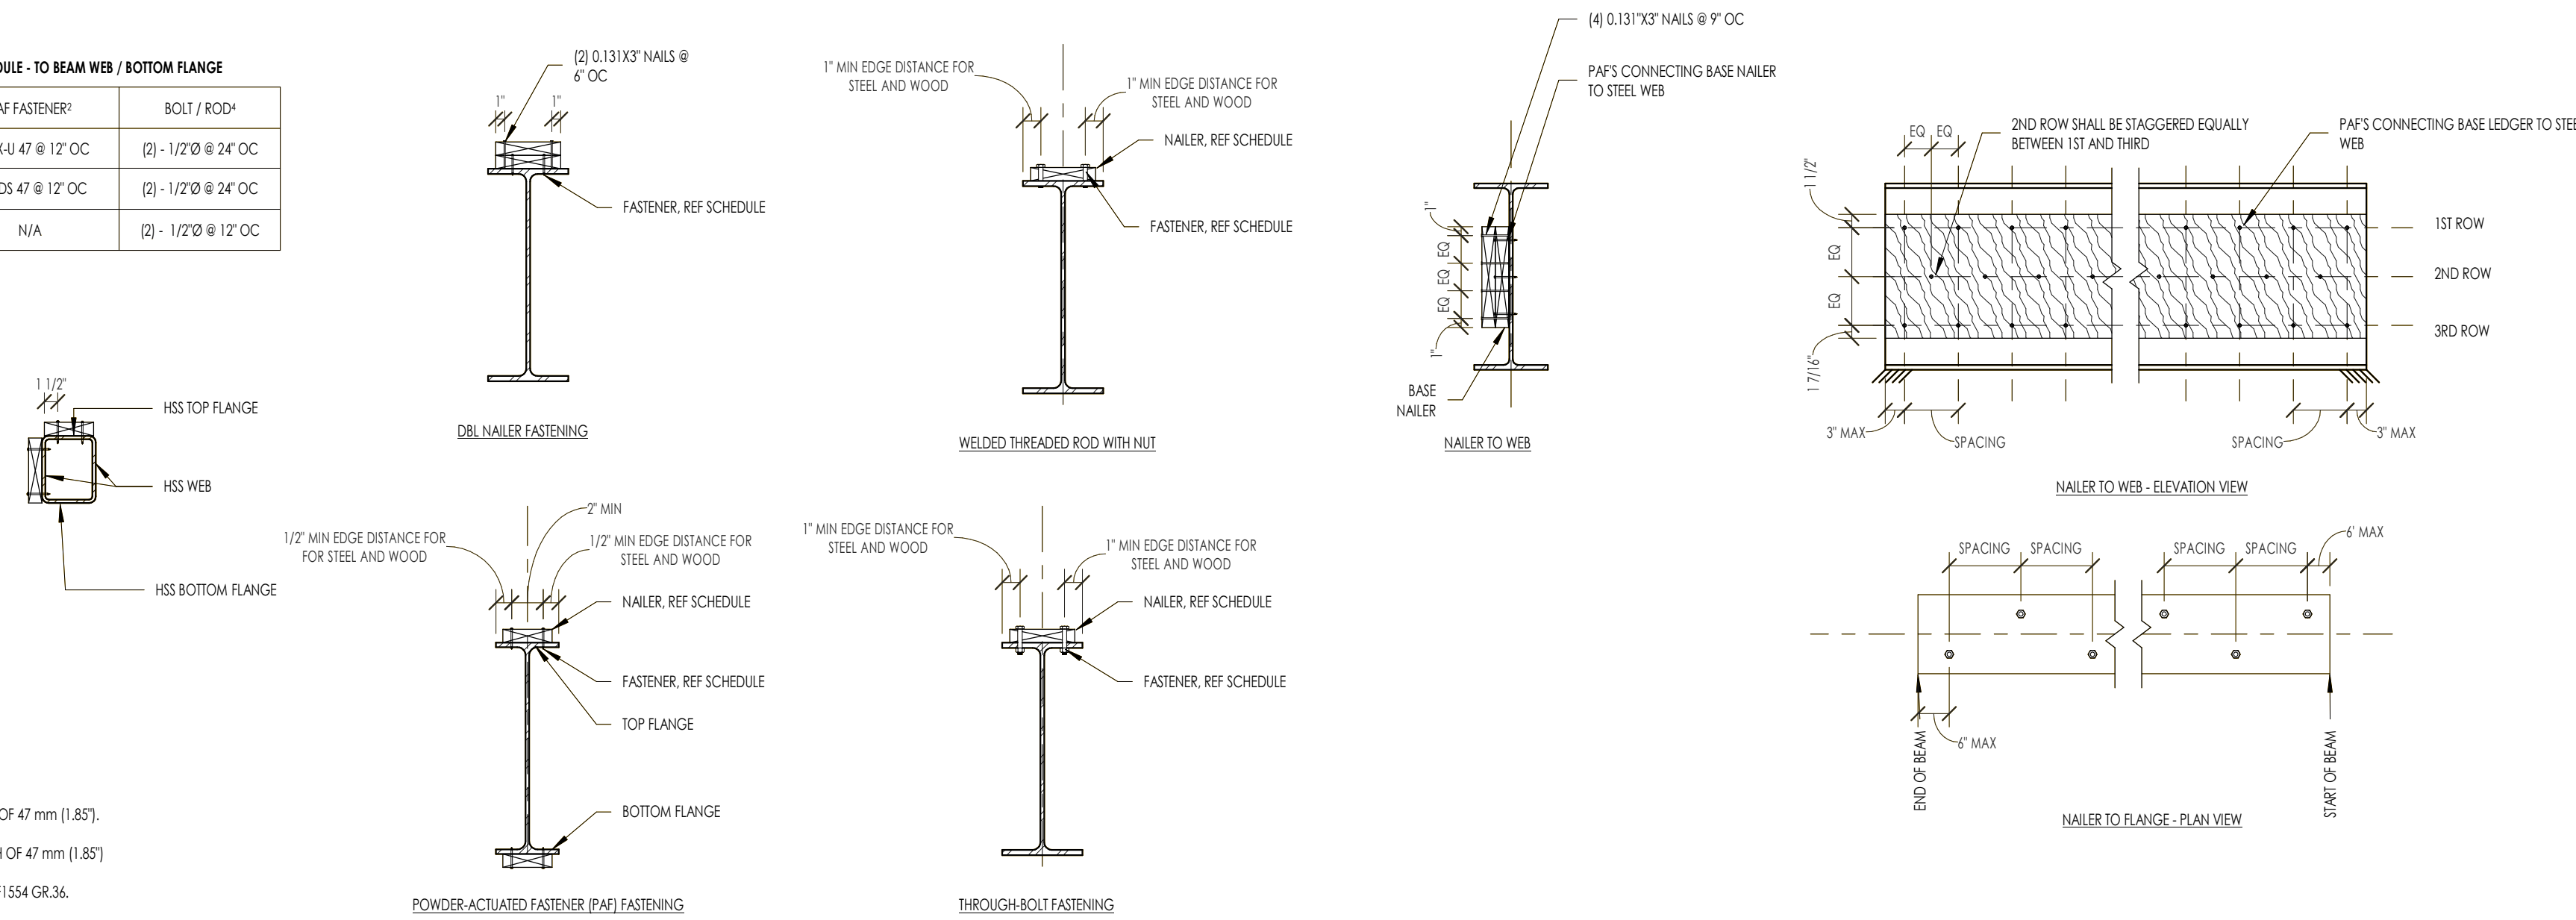 DULE - TO BEAM WEB / BOTTOM FLANGE
AF FASTENER²
BOLT / ROD⁴
X-U 47 @ 12" OC
(2) - 1/2"Ø @ 24" OC
DS 47 @ 12" OC
(2) - 1/2"Ø @ 24" OC
N/A
(2) - 1/2"Ø @ 12" OC
1 1/2"
HSS TOP FLANGE
HSS WEB
HSS BOTTOM FLANGE
OF 47 mm (1.85").
H OF 47 mm (1.85")
F1554 GR.36.
(2) 0.131X3" NAILS @
6" OC
1"
1"
FASTENER, REF SCHEDULE
DBL NAILER FASTENING
1" MIN EDGE DISTANCE FOR
STEEL AND WOOD
1" MIN EDGE DISTANCE FOR
STEEL AND WOOD
NAILER, REF SCHEDULE
FASTENER, REF SCHEDULE
WELDED THREADED ROD WITH NUT
(4) 0.131"X3" NAILS @ 9" OC
PAF'S CONNECTING BASE NAILER
TO STEEL WEB
1"
EQ
EQ
EQ
1"
BASE
NAILER
NAILER TO WEB
EQ
EQ
2ND ROW SHALL BE STAGGERED EQUALLY
BETWEEN 1ST AND THIRD
PAF'S CONNECTING BASE LEDGER TO STEE
WEB
1 1/2"
EQ
EQ
1 7/16"
1ST ROW
2ND ROW
3RD ROW
3" MAX
SPACING
SPACING
3" MAX
NAILER TO WEB - ELEVATION VIEW
2" MIN
1/2" MIN EDGE DISTANCE FOR
FOR STEEL AND WOOD
1/2" MIN EDGE DISTANCE FOR
STEEL AND WOOD
NAILER, REF SCHEDULE
FASTENER, REF SCHEDULE
TOP FLANGE
BOTTOM FLANGE
POWDER-ACTUATED FASTENER (PAF) FASTENING
1" MIN EDGE DISTANCE FOR
STEEL AND WOOD
1" MIN EDGE DISTANCE FOR
STEEL AND WOOD
NAILER, REF SCHEDULE
FASTENER, REF SCHEDULE
THROUGH-BOLT FASTENING
SPACING
SPACING
SPACING
SPACING
6' MAX
6" MAX
END OF BEAM
START OF BEAM
NAILER TO FLANGE - PLAN VIEW